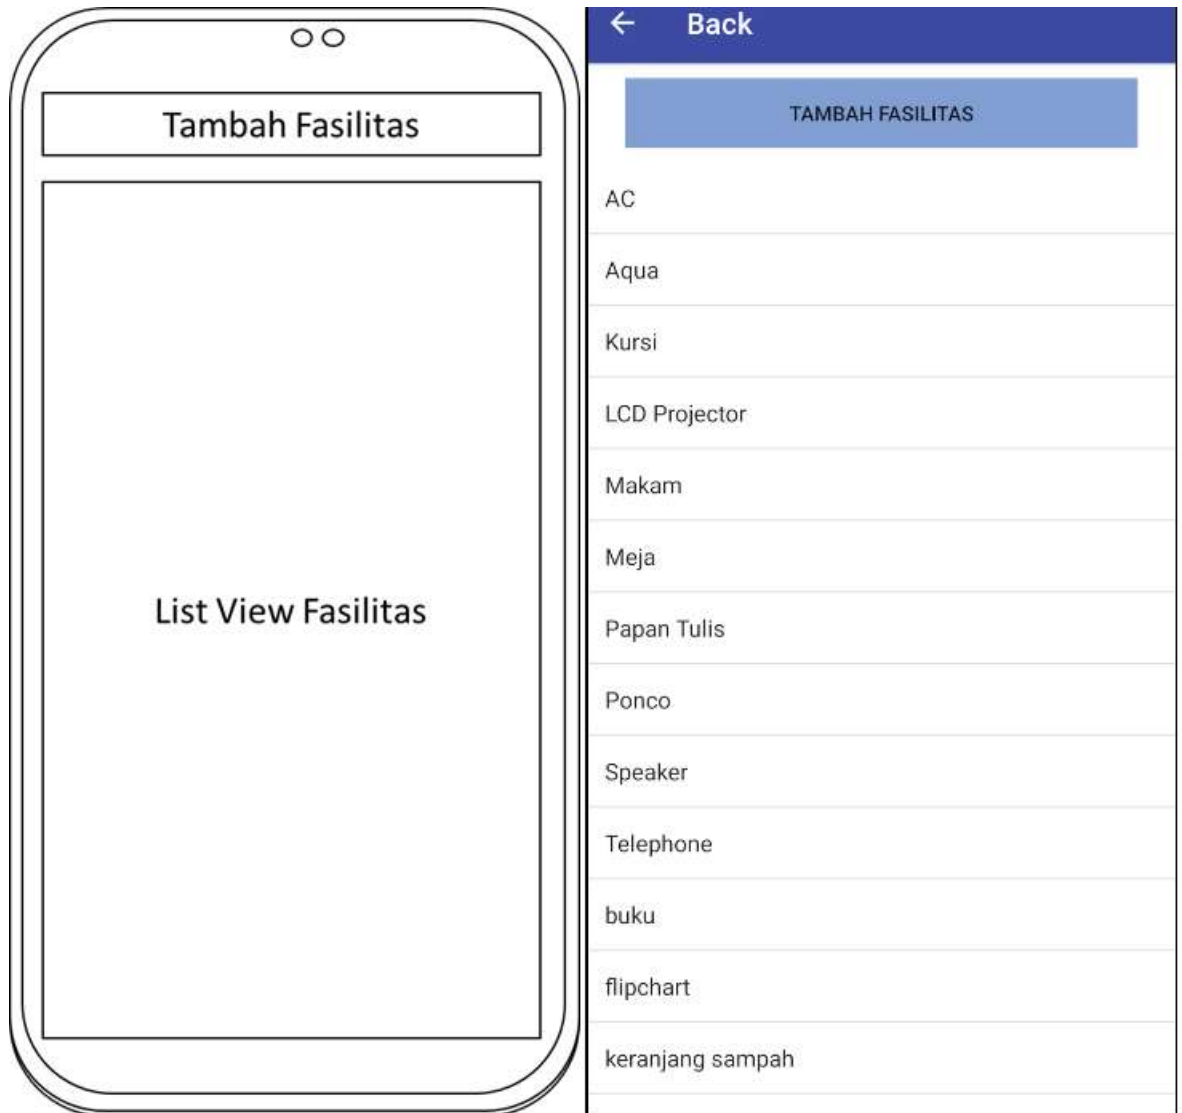 Tambah Fasilitas
List View Fasilitas
Back
TAMBAH FASILITAS
AC
Aqua
Kursi
LCD Projector
Makam
Meja
Papan Tulis
Ponco
Speaker
Telephone
buku
flipchart
keranjang sampah